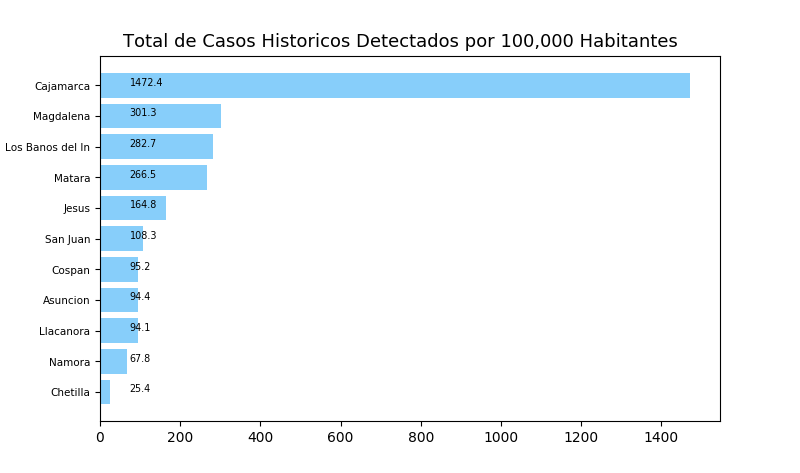 Total de Casos Historicos Detectados por 100,000 Habitantes
Cajamarca 1472.4
Magdalena 301.3
Los Banos del In 282.7
Matara 266.5
Jesus 164.8
San Juan 108.3
Cospan 95.2
Asuncion 94.4
Llacanora 94.1
Namora 67.8
Chetilla 25.4
0 200 400 600 800 1000 1200 1400